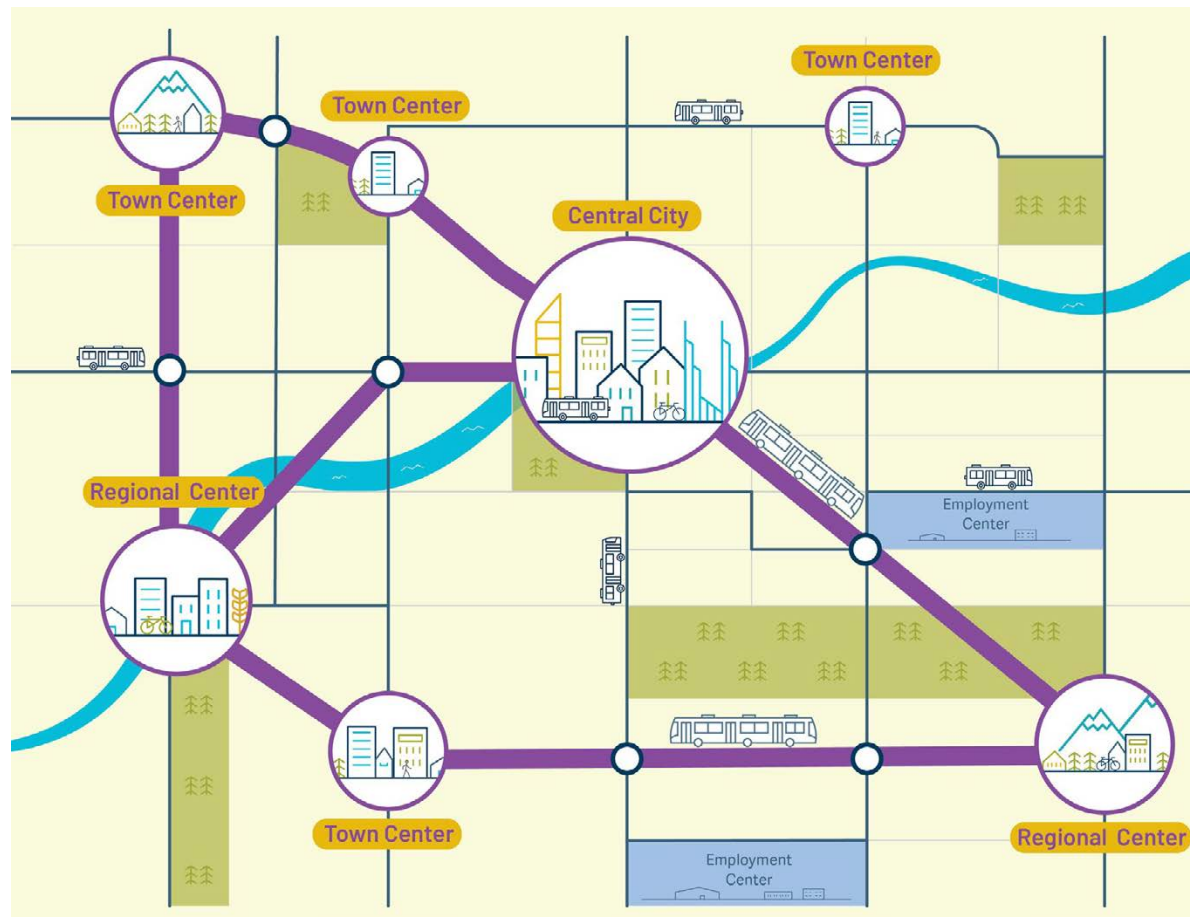 Town Center
Town Center
Town Center
Central City
Regional Center
Employment
Center
Town Center
Regional Center
Employment
Center